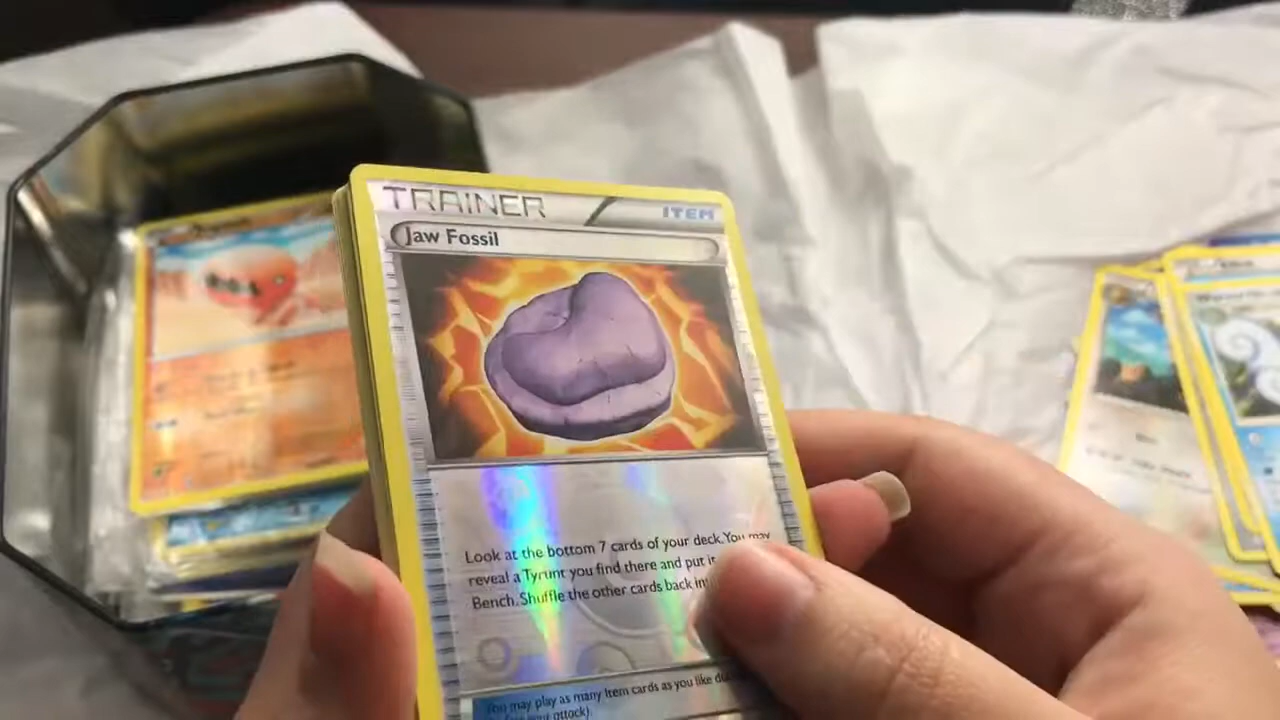 TRAINER
ITEM
Jaw Fossil
Look at the bottom 7 cards of your deck. You may
reveal a Tyrunt you find there and put it
Bench. Shuffle the other cards back
You may play as many Item cards as you like
attack).